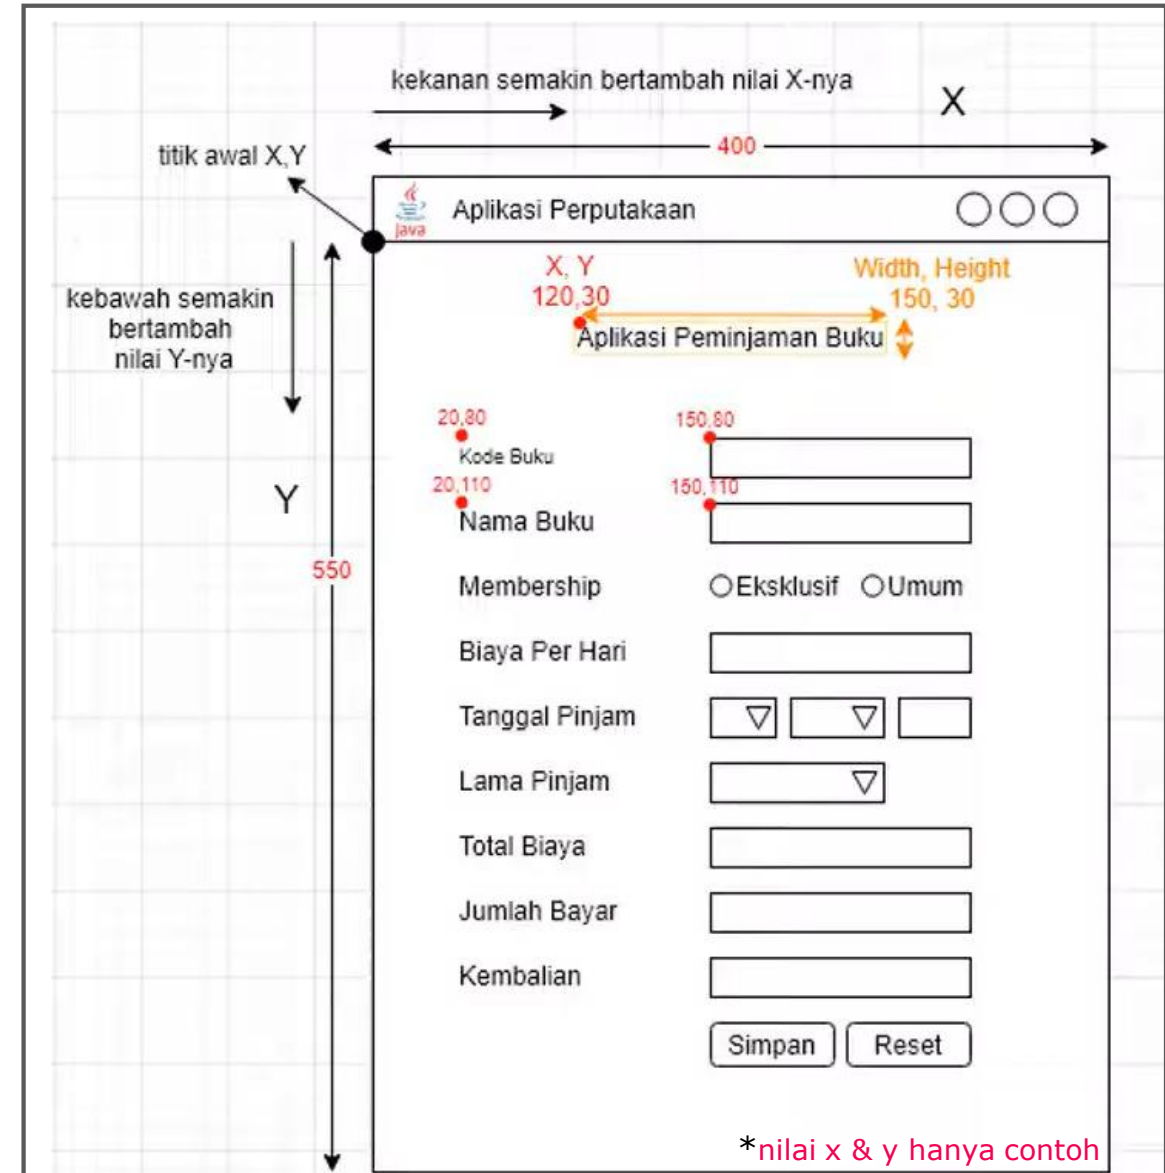 kekanan semakin bertambah nilai X-nya
X
400
titik awal X,Y
Java
Aplikasi Perputakaan
X, Y
120,30
Width, Height
150, 30
kebawah semakin
bertambah
nilai Y-nya
Aplikasi Peminjaman Buku
20,80
150,80
Kode Buku
20,110
150,110
Y
Nama Buku
550
Membership
Eksklusif
Umum
Biaya Per Hari
Tanggal Pinjam
Lama Pinjam
Total Biaya
Jumlah Bayar
Kembalian
Simpan
Reset
*nilai x & y hanya contoh